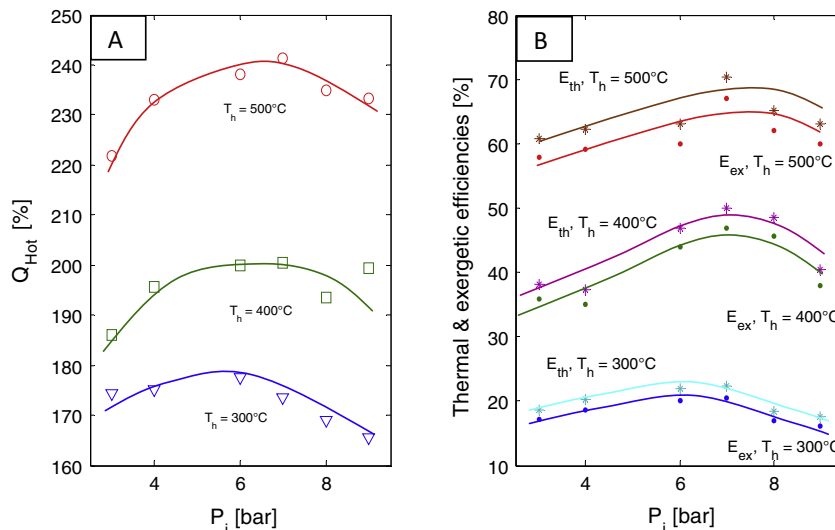 A
Q_Hot [%]
250
240
230
220
210
200
190
180
170
160
T_h = 500°C
T_h = 400°C
T_h = 300°C
4
6
8
P_i [bar]
B
Thermal & exergetic efficiencies [%]
80
70
60
50
40
30
20
10
E_th, T_h = 500°C
E_ex, T_h = 500°C
E_th, T_h = 400°C
E_ex, T_h = 400°C
E_th, T_h = 300°C
E_ex, T_h = 300°C
4
6
8
P_i [bar]